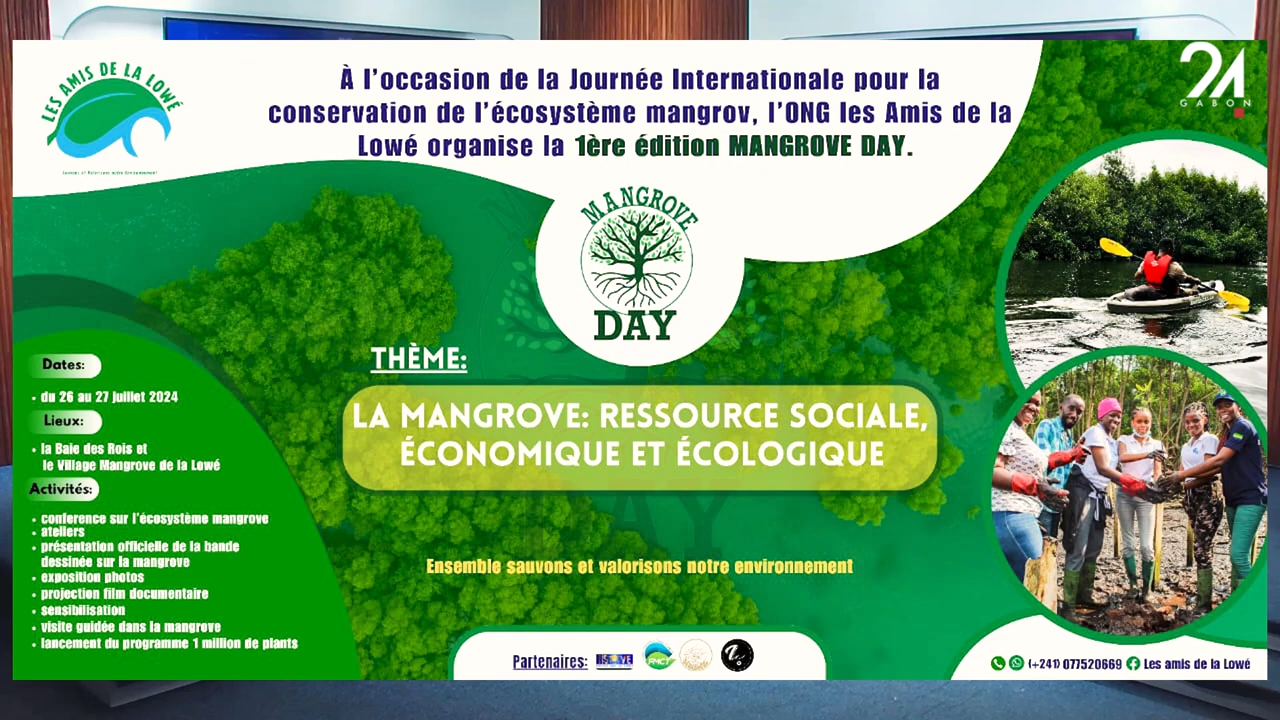 LES AMIS DE LA LOWÉ
24
GABON
À l'occasion de la Journée Internationale pour la
conservation de l'écosystème mangrov, l'ONG les Amis de la
Lowé organise la 1ère édition MANGROVE DAY.
MANGROVE
DAY
THÈME:
LA MANGROVE: RESSOURCE SOCIALE,
ÉCONOMIQUE ET ÉCOLOGIQUE
Ensemble sauvons et valorisons notre environnement
Dates:
• du 26 au 27 juillet 2024
Lieux:
• la Baie des Rois et
le Village Mangrove de la Lowé
Activités:
• conference sur l'écosystème mangrove
• ateliers
• présentation officielle de la bande
dessinée sur la mangrove
• exposition photos
• projection film documentaire
• sensibilisation
• visite guidée dans la mangrove
• lancement du programme 1 million de plants
Partenaires:
(+241) 077520669 Les amis de la Lowé